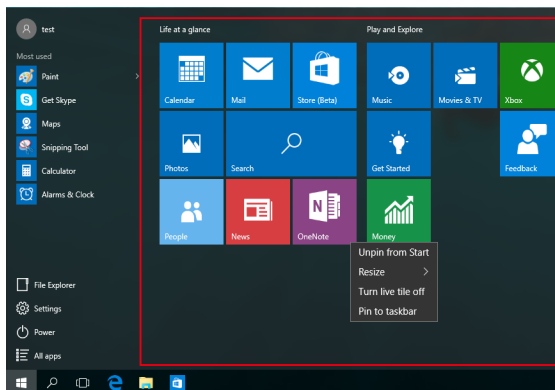 test
Most used
Paint
Get Skype
Maps
Snipping Tool
Calculator
Alarms & Clock
File Explorer
Settings
Power
All apps
Life at a glance
Calendar
Mail
Store (Beta)
Photos
Search
People
News
OneNote
Play and Explore
Music
Movies & TV
Xbox
Get Started
Feedback
Money
Unpin from Start
Resize
Turn live tile off
Pin to taskbar